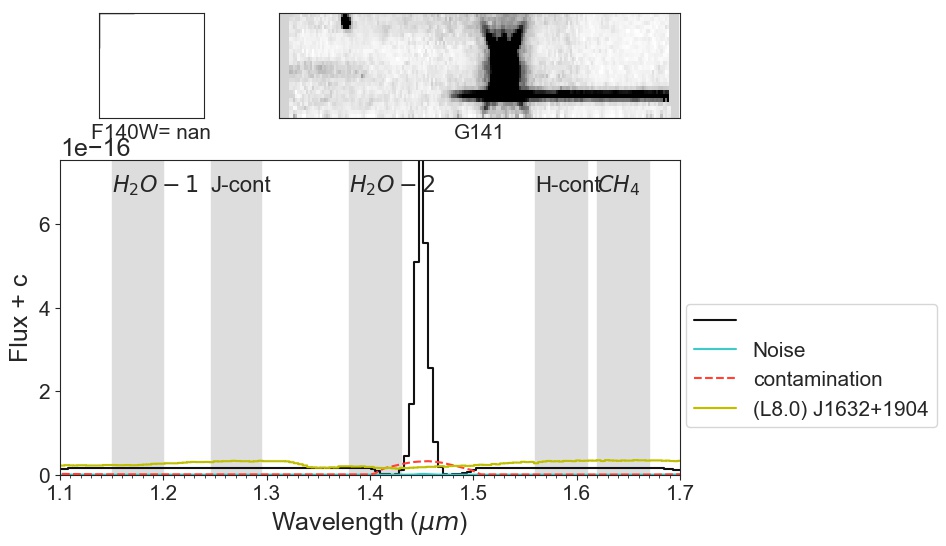 F140W= nan
G141
1e−16
H₂O − 1
J-cont
H₂O − 2
H-cont
CH₄
6
4
2
0
Flux + c
1.1 1.2 1.3 1.4 1.5 1.6 1.7
Wavelength (μm)
Noise
contamination
(L8.0) J1632+1904